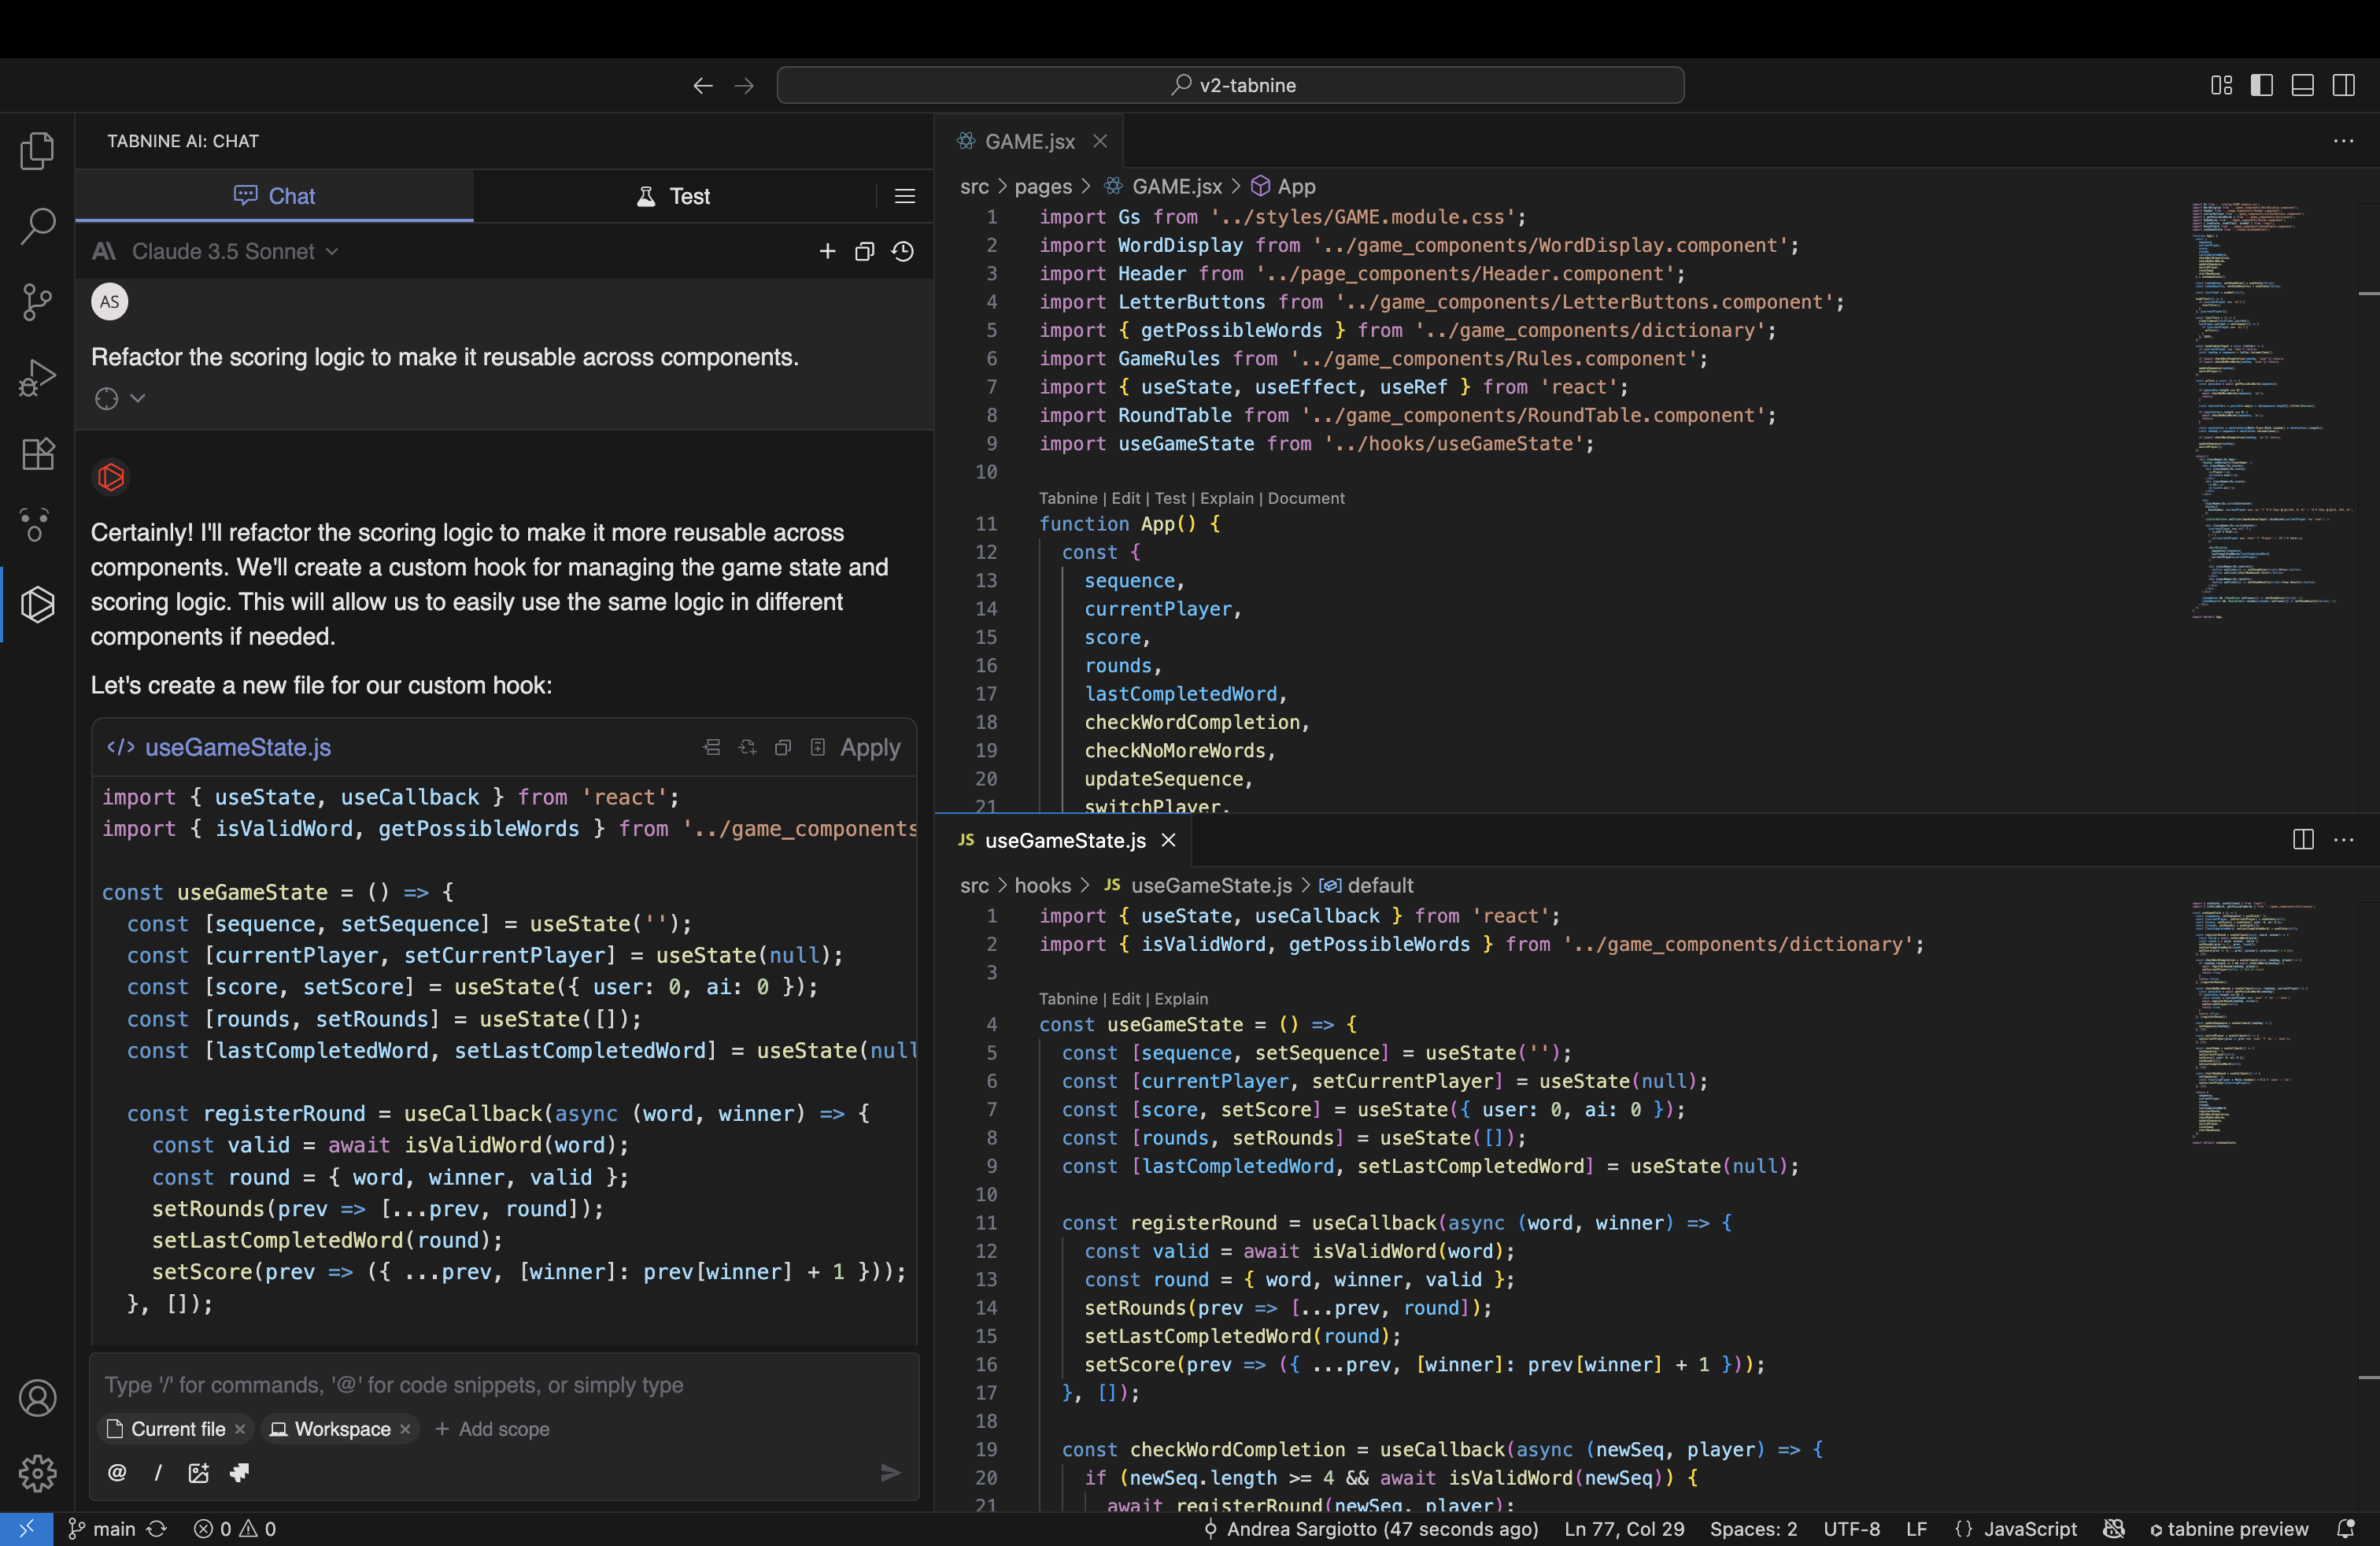 v2-tabnine
TABNINE AI: CHAT
Chat
Test
Claude 3.5 Sonnet
AS
Refactor the scoring logic to make it reusable across components.
Certainly! I'll refactor the scoring logic to make it more reusable across
components. We'll create a custom hook for managing the game state and
scoring logic. This will allow us to easily use the same logic in different
components if needed.
Let's create a new file for our custom hook:
</> useGameState.js
Apply
import { useState, useCallback } from 'react';
import { isValidWord, getPossibleWords } from '../game_components
const useGameState = () => {
  const [sequence, setSequence] = useState('');
  const [currentPlayer, setCurrentPlayer] = useState(null);
  const [score, setScore] = useState({ user: 0, ai: 0 });
  const [rounds, setRounds] = useState([]);
  const [lastCompletedWord, setLastCompletedWord] = useState(null
  const registerRound = useCallback(async (word, winner) => {
    const valid = await isValidWord(word);
    const round = { word, winner, valid };
    setRounds(prev => [...prev, round]);
    setLastCompletedWord(round);
    setScore(prev => ({ ...prev, [winner]: prev[winner] + 1 }));
  }, []);
Type '/' for commands, '@' for code snippets, or simply type
Current file × Workspace × + Add scope
@ /
GAME.jsx
src > pages > GAME.jsx > App
1 import Gs from '../styles/GAME.module.css';
2 import WordDisplay from '../game_components/WordDisplay.component';
3 import Header from '../page_components/Header.component';
4 import LetterButtons from '../game_components/LetterButtons.component';
5 import { getPossibleWords } from '../game_components/dictionary';
6 import GameRules from '../game_components/Rules.component';
7 import { useState, useEffect, useRef } from 'react';
8 import RoundTable from '../game_components/RoundTable.component';
9 import useGameState from '../hooks/useGameState';
10
Tabnine | Edit | Test | Explain | Document
11 function App() {
12   const {
13     sequence,
14     currentPlayer,
15     score,
16     rounds,
17     lastCompletedWord,
18     checkWordCompletion,
19     checkNoMoreWords,
20     updateSequence,
21     switchPlayer,
JS useGameState.js
src > hooks > JS useGameState.js > default
1 import { useState, useCallback } from 'react';
2 import { isValidWord, getPossibleWords } from '../game_components/dictionary';
3
Tabnine | Edit | Explain
4 const useGameState = () => {
5   const [sequence, setSequence] = useState('');
6   const [currentPlayer, setCurrentPlayer] = useState(null);
7   const [score, setScore] = useState({ user: 0, ai: 0 });
8   const [rounds, setRounds] = useState([]);
9   const [lastCompletedWord, setLastCompletedWord] = useState(null);
10
11   const registerRound = useCallback(async (word, winner) => {
12     const valid = await isValidWord(word);
13     const round = { word, winner, valid };
14     setRounds(prev => [...prev, round]);
15     setLastCompletedWord(round);
16     setScore(prev => ({ ...prev, [winner]: prev[winner] + 1 }));
17   }, []);
18
19   const checkWordCompletion = useCallback(async (newSeq, player) => {
20     if (newSeq.length >= 4 && await isValidWord(newSeq)) {
21       await registerRound(newSeq, player);
main 0 0
Andrea Sargiotto (47 seconds ago) Ln 77, Col 29 Spaces: 2 UTF-8 LF {} JavaScript tabnine preview